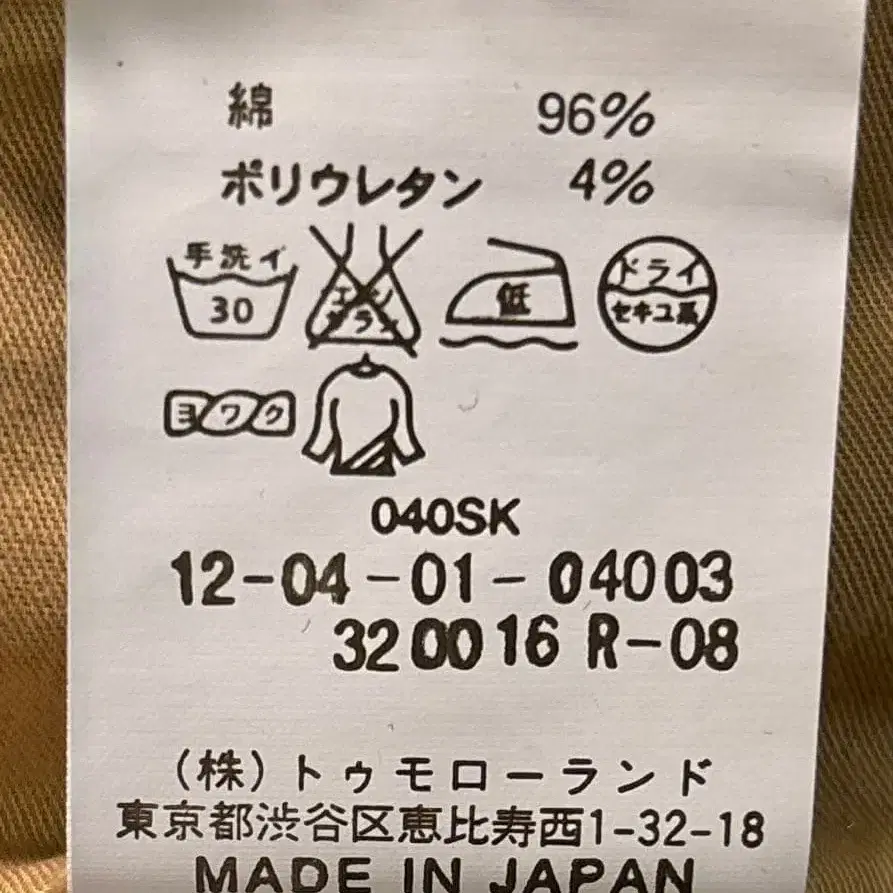 綿 96%
ポリウレタン 4%
手洗イ
30
エンソ
サラシ
低
ドライ
セキユ系
ヨワク
040SK
12-04-01-04003
320016 R-08
(株)トゥモローランド
東京都渋谷区恵比寿西1-32-18
MADE IN JAPAN